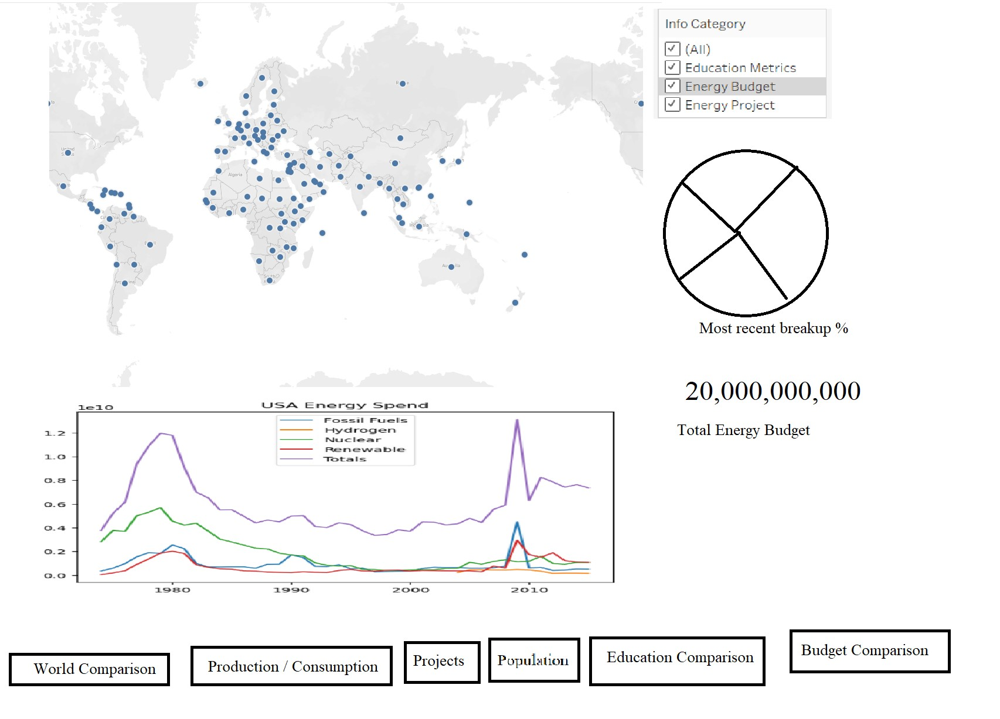 Info Category
(All)
Education Metrics
Energy Budget
Energy Project
Algeria
Most recent breakup %
20,000,000,000
Total Energy Budget
USA Energy Spend
1e10
Fossil Fuels
Hydrogen
Nuclear
Renewable
Totals
1.2
1.0
0.8
0.6
0.4
0.2
0.0
1980 1990 2000 2010
World Comparison
Production / Consumption
Projects
Population
Education Comparison
Budget Comparison